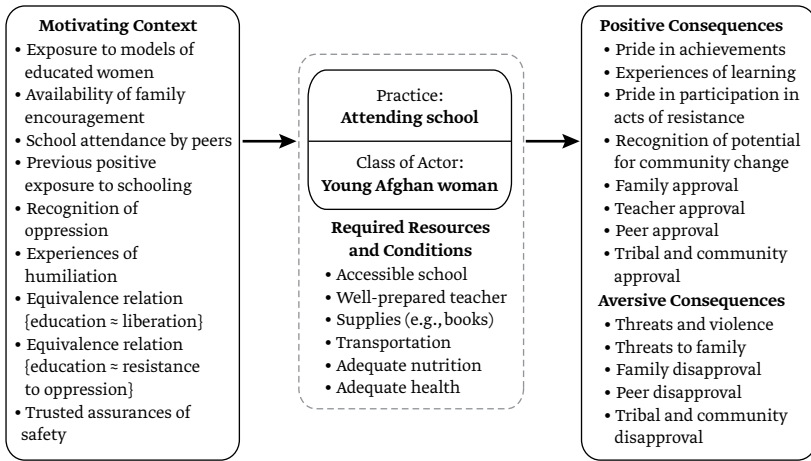 Motivating Context
• Exposure to models of
educated women
• Availability of family
encouragement
• School attendance by peers
• Previous positive
exposure to schooling
• Recognition of
oppression
• Experiences of
humiliation
• Equivalence relation
{education ≈ liberation}
• Equivalence relation
{education ≈ resistance
to oppression}
• Trusted assurances of
safety
Practice:
Attending school
Class of Actor:
Young Afghan woman
Required Resources
and Conditions
• Accessible school
• Well-prepared teacher
• Supplies (e.g., books)
• Transportation
• Adequate nutrition
• Adequate health
Positive Consequences
• Pride in achievements
• Experiences of learning
• Pride in participation in
acts of resistance
• Recognition of potential
for community change
• Family approval
• Teacher approval
• Peer approval
• Tribal and community
approval
Aversive Consequences
• Threats and violence
• Threats to family
• Family disapproval
• Peer disapproval
• Tribal and community
disapproval